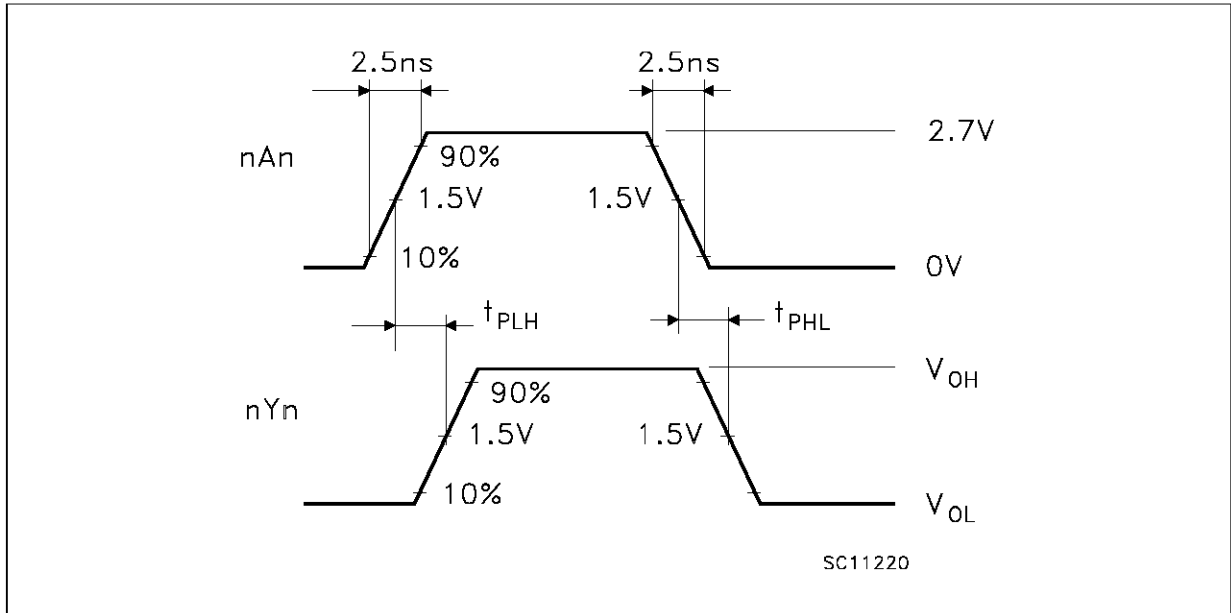 2.5ns 2.5ns
2.7V
nAn
90%
1.5V 1.5V
10%
0V
tPLH tPHL
VOH
90%
nYn
1.5V 1.5V
10%
VOL
SC11220